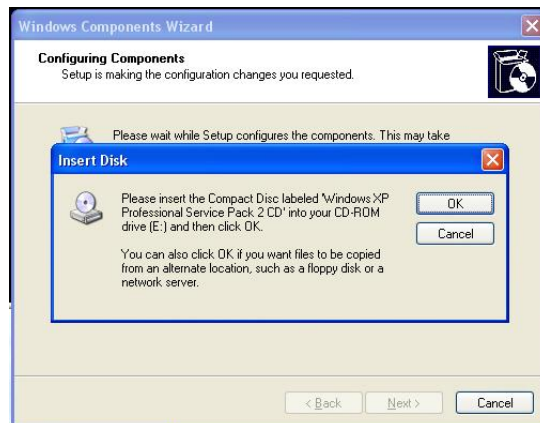 Windows Components Wizard
Configuring Components
Setup is making the configuration changes you requested.
Please wait while Setup configures the components. This may take
Insert Disk
Please insert the Compact Disc labeled 'Windows XP
Professional Service Pack 2 CD' into your CD-ROM
drive (E:) and then click OK.
You can also click OK if you want files to be copied
from an alternate location, such as a floppy disk or a
network server.
OK
Cancel
< Back
Next >
Cancel